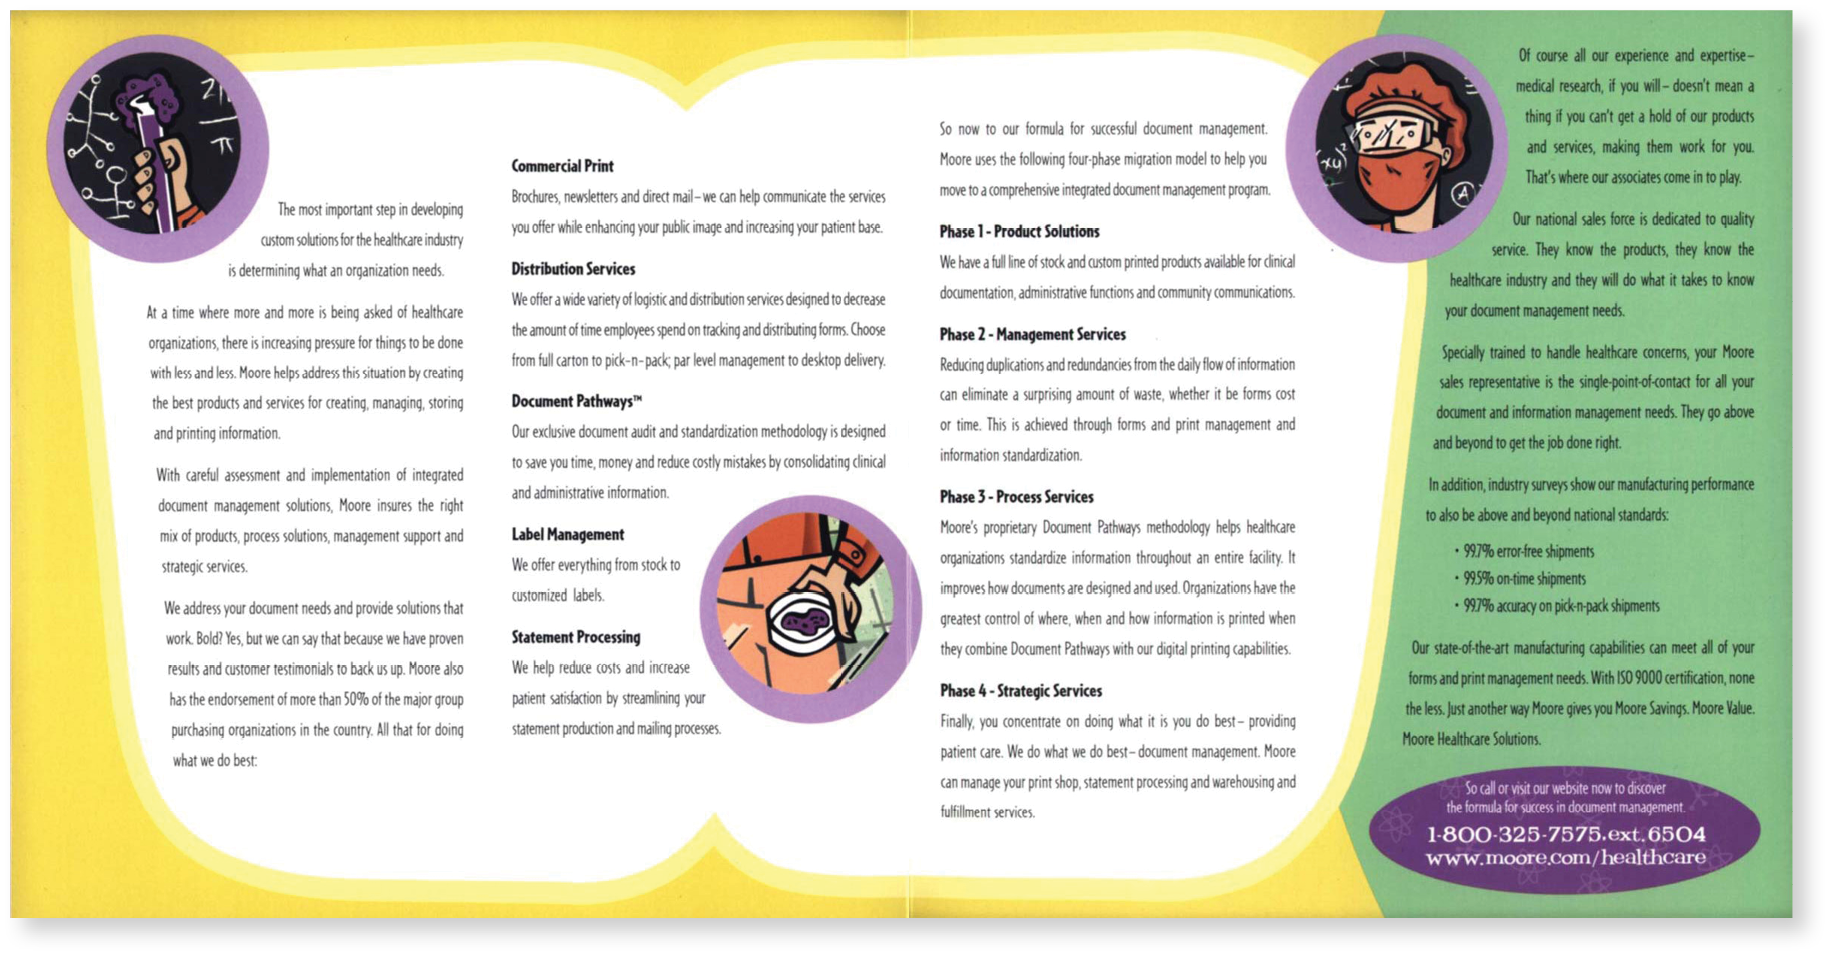 The most important step in developing
custom solutions for the healthcare industry
is determining what an organization needs.
At a time where more and more is being asked of healthcare
organizations, there is increasing pressure for things to be done
with less and less. Moore helps address this situation by creating
the best products and services for creating, managing, storing
and printing information.
With careful assessment and implementation of integrated
document management solutions, Moore insures the right
mix of products, process solutions, management support and
strategic services.
We address your document needs and provide solutions that
work. Bold? Yes, but we can say that because we have proven
results and customer testimonials to back us up. Moore also
has the endorsement of more than 50% of the major group
purchasing organizations in the country. All that for doing
what we do best:
Commercial Print
Brochures, newsletters and direct mail–we can help communicate the services
you offer while enhancing your public image and increasing your patient base.
Distribution Services
We offer a wide variety of logistic and distribution services designed to decrease
the amount of time employees spend on tracking and distributing forms. Choose
from full carton to pick-n-pack; par level management to desktop delivery.
Document Pathways™
Our exclusive document audit and standardization methodology is designed
to save you time, money and reduce costly mistakes by consolidating clinical
and administrative information.
Label Management
We offer everything from stock to
customized labels.
Statement Processing
We help reduce costs and increase
patient satisfaction by streamlining your
statement production and mailing processes.
So now to our formula for successful document management.
Moore uses the following four-phase migration model to help you
move to a comprehensive integrated document management program.
Phase 1 - Product Solutions
We have a full line of stock and custom printed products available for clinical
documentation, administrative functions and community communications.
Phase 2 - Management Services
Reducing duplications and redundancies from the daily flow of information
can eliminate a surprising amount of waste, whether it be forms cost
or time. This is achieved through forms and print management and
information standardization.
Phase 3 - Process Services
Moore's proprietary Document Pathways methodology helps healthcare
organizations standardize information throughout an entire facility. It
improves how documents are designed and used. Organizations have the
greatest control of where, when and how information is printed when
they combine Document Pathways with our digital printing capabilities.
Phase 4 - Strategic Services
Finally, you concentrate on doing what it is you do best– providing
patient care. We do what we do best–document management. Moore
can manage your print shop, statement processing and warehousing and
fulfillment services.
Of course all our experience and expertise–
medical research, if you will– doesn't mean a
thing if you can't get a hold of our products
and services, making them work for you.
That's where our associates come in to play.
Our national sales force is dedicated to quality
service. They know the products, they know the
healthcare industry and they will do what it takes to know
your document management needs.
Specially trained to handle healthcare concerns, your Moore
sales representative is the single-point-of-contact for all your
document and information management needs. They go above
and beyond to get the job done right.
In addition, industry surveys show our manufacturing performance
to also be above and beyond national standards:
• 99.7% error-free shipments
• 99.5% on-time shipments
• 99.7% accuracy on pick-n-pack shipments
Our state-of-the-art manufacturing capabilities can meet all of your
forms and print management needs. With ISO 9000 certification, none
the less. Just another way Moore gives you Moore Savings. Moore Value.
Moore Healthcare Solutions.
So call or visit our website now to discover
the formula for success in document management.
1-800-325-7575.ext.6504
www.moore.com/healthcare